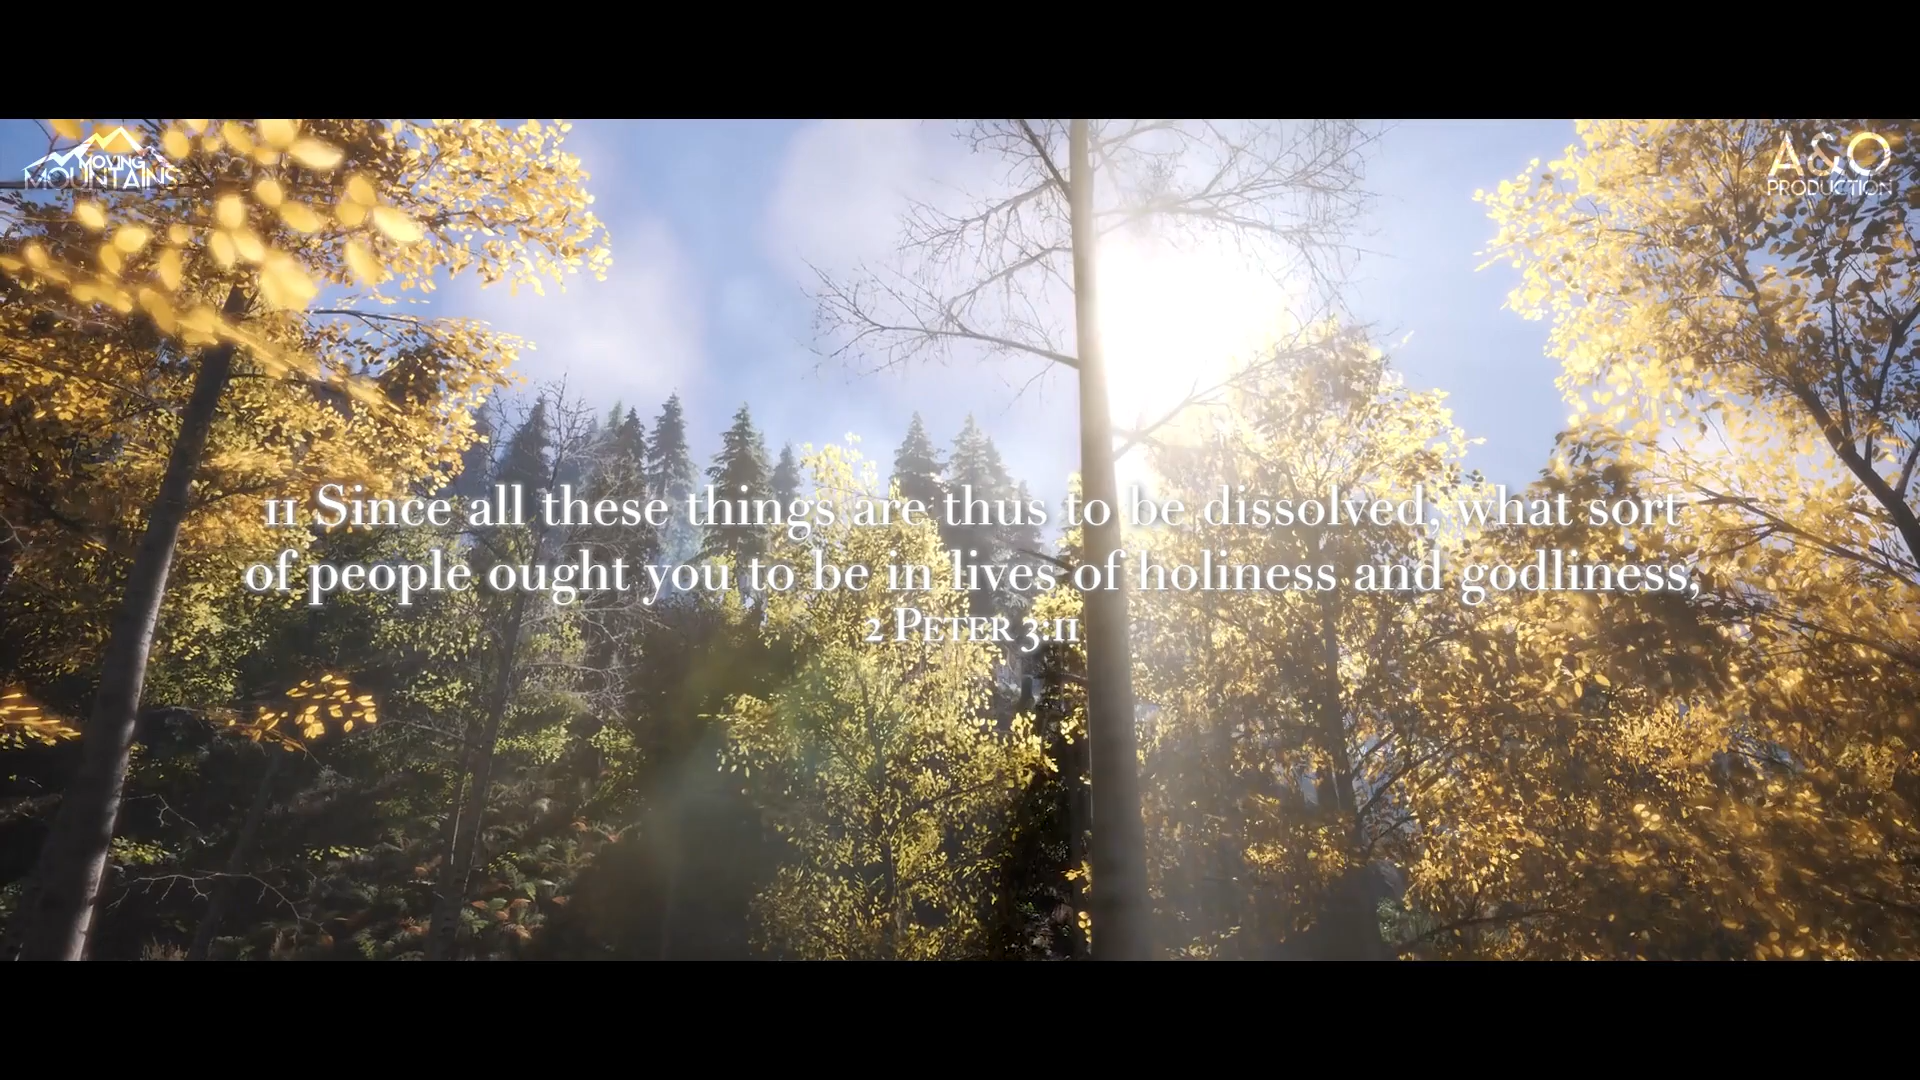 MOVING
MOUNTAINS
A&O
PRODUCTION
11 Since all these things are thus to be dissolved, what sort
of people ought you to be in lives of holiness and godliness,
2 PETER 3:11